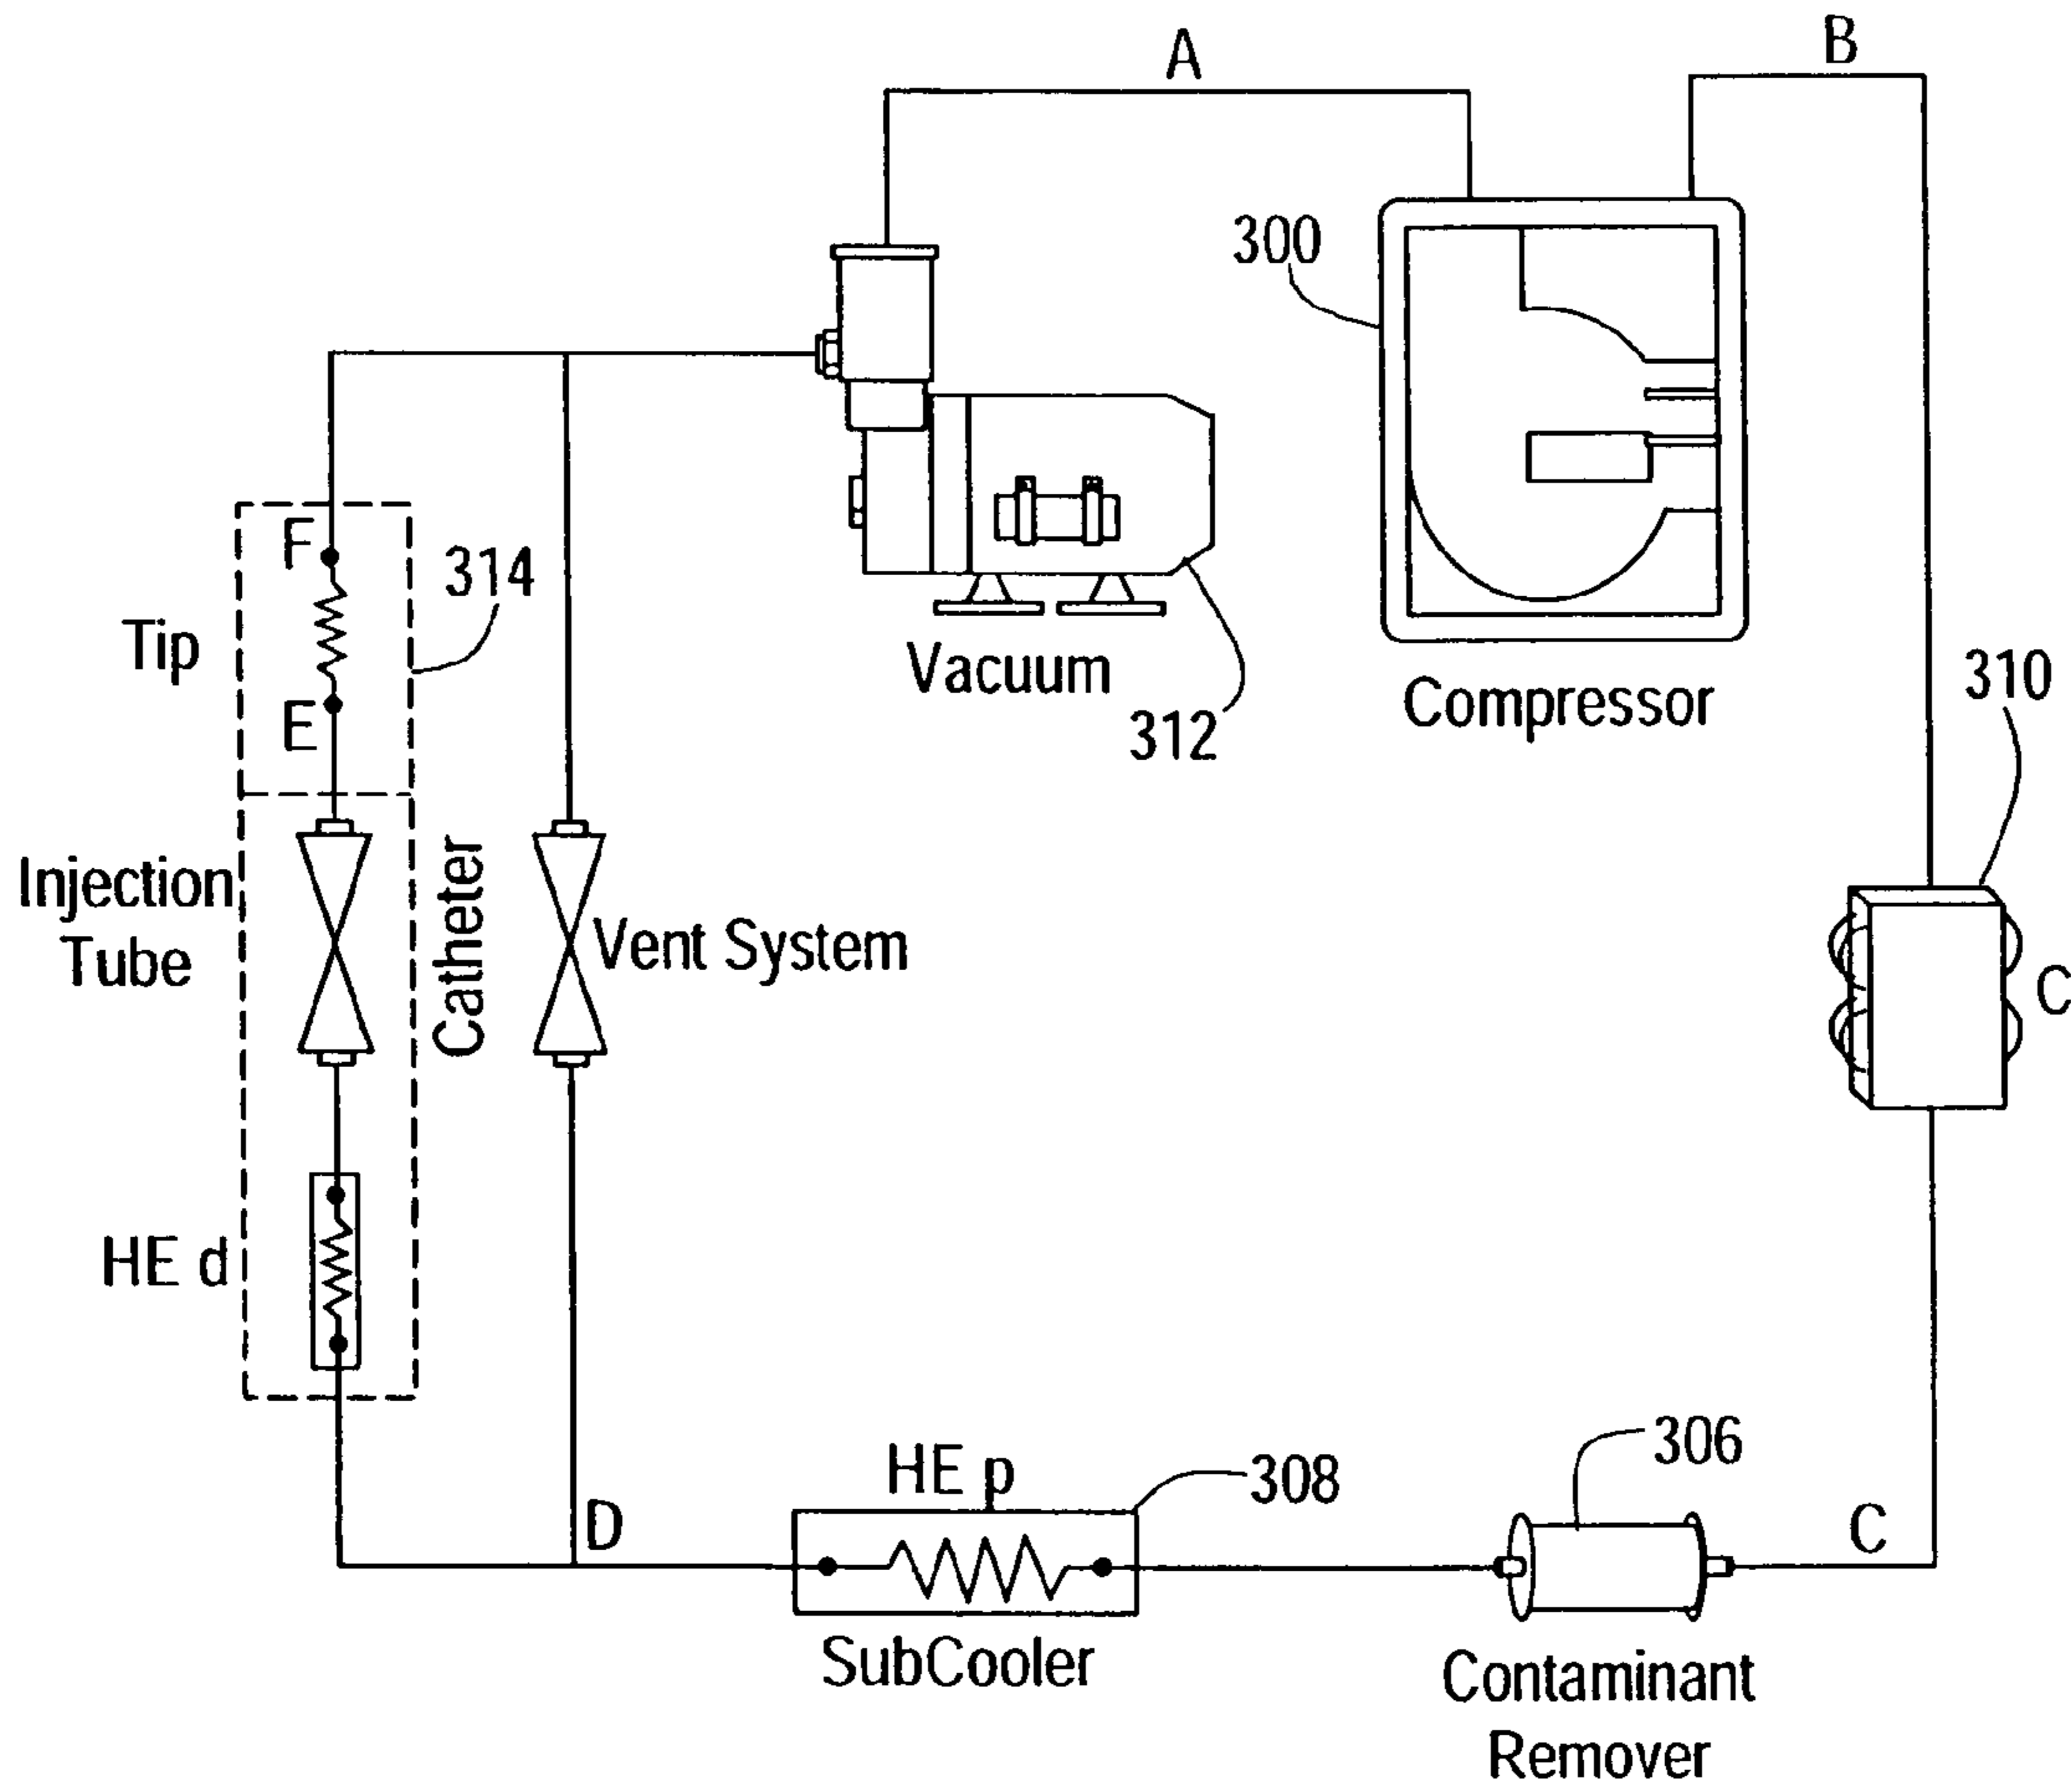 A
B
300
F
314
Tip
E
Vacuum
312
Compressor
310
Injection
Tube
Catheter
Vent System
C
HE d
HE p
308
306
D
C
SubCooler
Contaminant
Remover